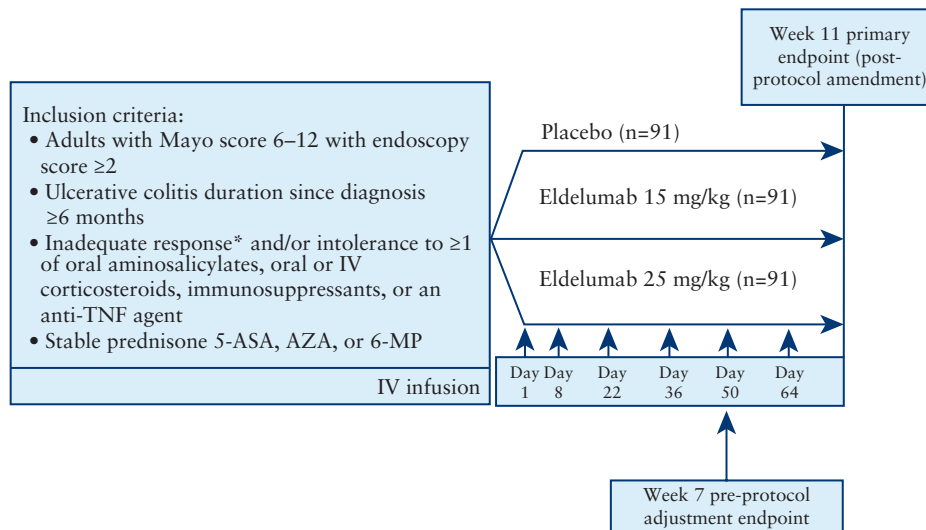 Week 11 primary
endpoint (post-
protocol amendment)
Inclusion criteria:
• Adults with Mayo score 6–12 with endoscopy
score ≥2
• Ulcerative colitis duration since diagnosis
≥6 months
• Inadequate response* and/or intolerance to ≥1
of oral aminosalicylates, oral or IV
corticosteroids, immunosuppressants, or an
anti-TNF agent
• Stable prednisone 5-ASA, AZA, or 6-MP
IV infusion
Placebo (n=91)
Eldelumab 15 mg/kg (n=91)
Eldelumab 25 mg/kg (n=91)
Day Day Day Day Day Day
1 8 22 36 50 64
Week 7 pre-protocol
adjustment endpoint